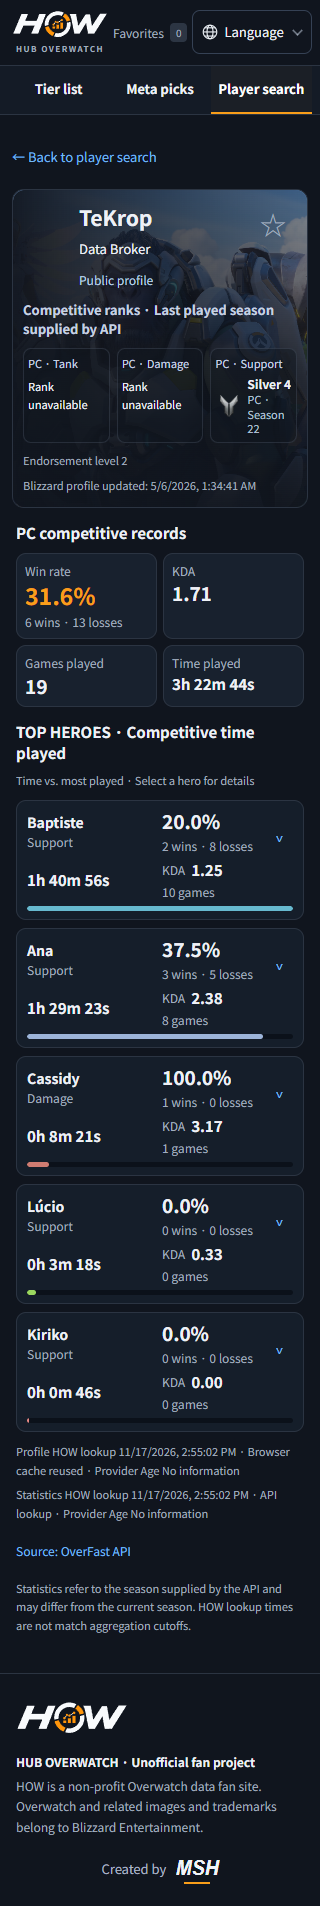 HOW
HUB OVERWATCH
Favorites 0
Language
Tier list
Meta picks
Player search
← Back to player search
TeKrop
Data Broker
Public profile
Competitive ranks · Last played season
supplied by API
PC · Tank
Rank
unavailable
PC · Damage
Rank
unavailable
PC · Support
Silver 4
PC ·
Season
22
Endorsement level 2
Blizzard profile updated: 5/6/2026, 1:34:41 AM
PC competitive records
Win rate
31.6%
6 wins · 13 losses
KDA
1.71
Games played
19
Time played
3h 22m 44s
TOP HEROES · Competitive time
played
Time vs. most played · Select a hero for details
Baptiste
Support
1h 40m 56s
20.0%
2 wins · 8 losses
KDA 1.25
10 games
v
Ana
Support
1h 29m 23s
37.5%
3 wins · 5 losses
KDA 2.38
8 games
v
Cassidy
Damage
0h 8m 21s
100.0%
1 wins · 0 losses
KDA 3.17
1 games
v
Lúcio
Support
0h 3m 18s
0.0%
0 wins · 0 losses
KDA 0.33
0 games
v
Kiriko
Support
0h 0m 46s
0.0%
0 wins · 0 losses
KDA 0.00
0 games
v
Profile HOW lookup 11/17/2026, 2:55:02 PM · Browser
cache reused · Provider Age No information
Statistics HOW lookup 11/17/2026, 2:55:02 PM · API
lookup · Provider Age No information
Source: OverFast API
Statistics refer to the season supplied by the API and
may differ from the current season. HOW lookup times
are not match aggregation cutoffs.
HOW
HUB OVERWATCH · Unofficial fan project
HOW is a non-profit Overwatch data fan site.
Overwatch and related images and trademarks
belong to Blizzard Entertainment.
Created by MSH